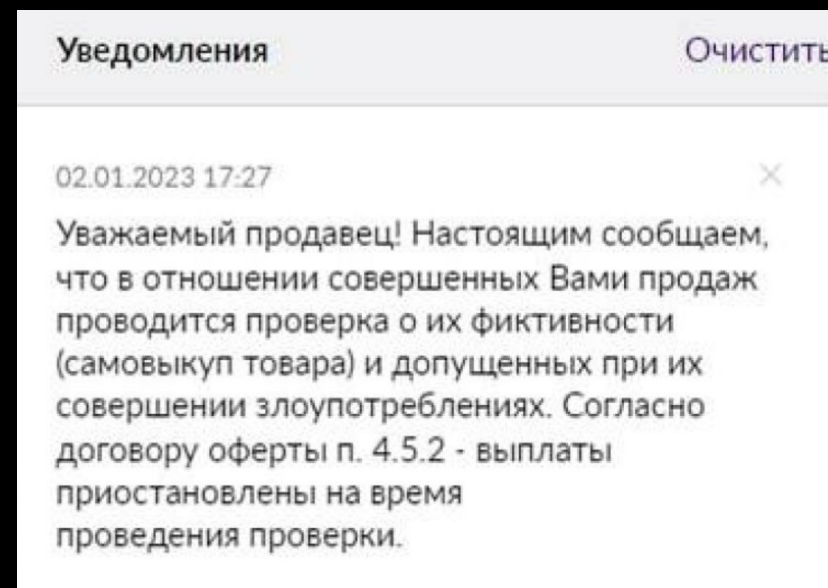 Уведомления Очистить
02.01.2023 17:27
Уважаемый продавец! Настоящим сообщаем,
что в отношении совершенных Вами продаж
проводится проверка о их фиктивности
(самовыкуп товара) и допущенных при их
совершении злоупотреблениях. Согласно
договору оферты п. 4.5.2 - выплаты
приостановлены на время
проведения проверки.